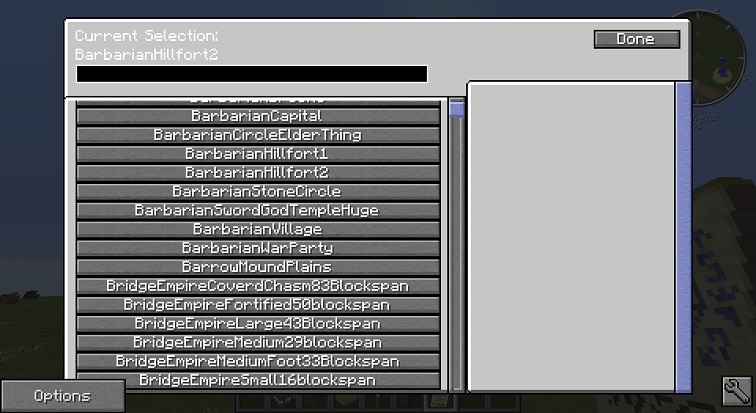 Current Selection:
BarbarianHillfort2
Done
BarbarianCapital
BarbarianCircleElderThing
BarbarianHillfort1
BarbarianHillfort2
BarbarianStoneCircle
BarbarianSwordGodTempleHuge
BarbarianVillage
BarbarianWarParty
BarrowMoundPlains
BridgeEmpireCoverdChasm83Blockspan
BridgeEmpireFortified50blockspan
BridgeEmpireLarge43Blockspan
BridgeEmpireMedium29blockspan
BridgeEmpireMediumFoot33Blockspan
BridgeEmpireSmall16blockspan
Options